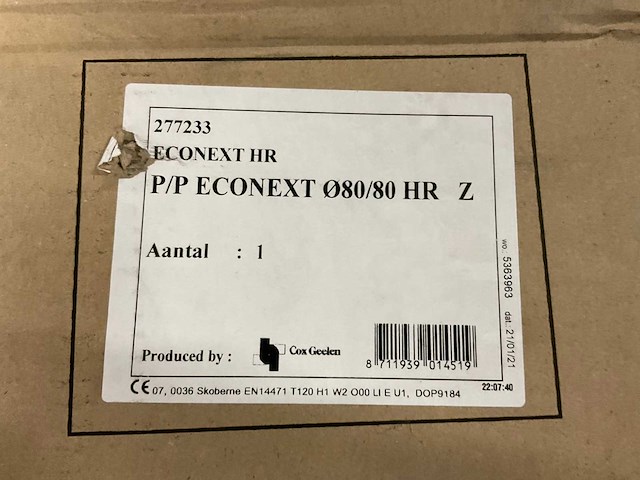 277233
ECONEXT HR
P/P ECONEXT Ø80/80 HR Z
Aantal : 1
wo. 5363963 dat.: 21/01/21
Produced by : Cox Geelen
8 711939 014519
CE 07, 0036 Skoberne EN14471 T120 H1 W2 O00 LI E U1, DOP9184
22:07:40